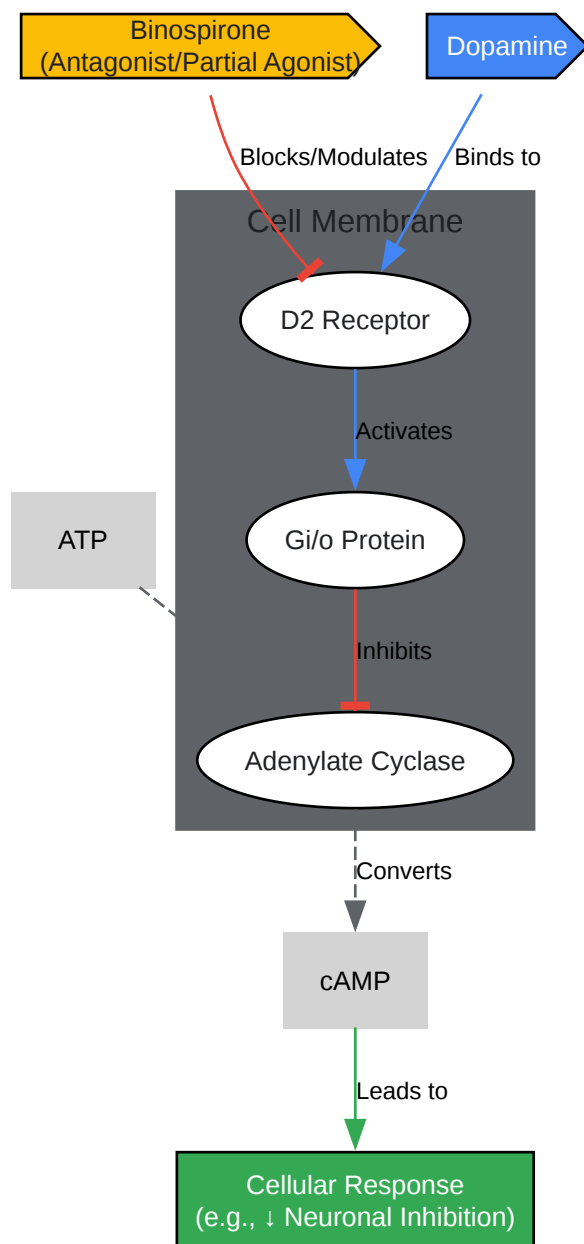 Binospirone
(Antagonist/Partial Agonist)
Dopamine
Blocks/Modulates
Binds to
Cell Membrane
D2 Receptor
Activates
ATP
Gi/o Protein
Inhibits
Adenylate Cyclase
Converts
cAMP
Leads to
Cellular Response
(e.g., ↓ Neuronal Inhibition)